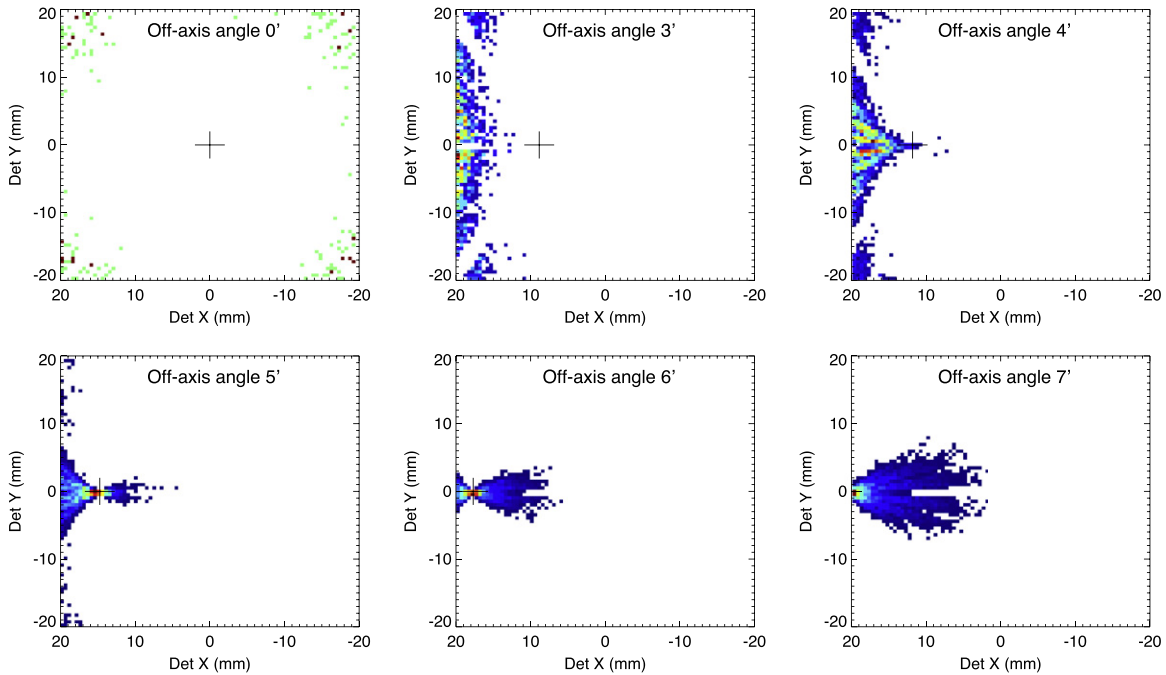 Off-axis angle 0’
Off-axis angle 3’
Off-axis angle 4’
20
10
0
-10
-20
Det Y (mm)
20
10
0
-10
-20
Det Y (mm)
20
10
0
-10
-20
Det Y (mm)
20 10 0 -10 -20
20 10 0 -10 -20
20 10 0 -10 -20
Det X (mm)
Det X (mm)
Det X (mm)
Off-axis angle 5’
Off-axis angle 6’
Off-axis angle 7’
20
10
0
-10
-20
Det Y (mm)
20
10
0
-10
-20
Det Y (mm)
20
10
0
-10
-20
Det Y (mm)
20 10 0 -10 -20
20 10 0 -10 -20
20 10 0 -10 -20
Det X (mm)
Det X (mm)
Det X (mm)